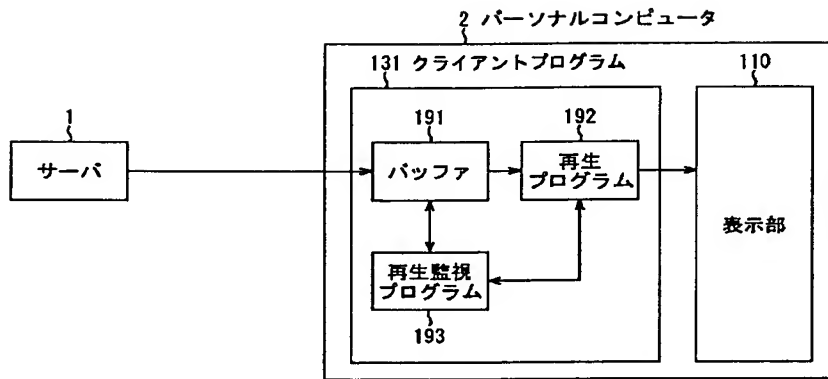 2 パーソナルコンピュータ
131 クライアントプログラム
110
1
サーバ
191
バッファ
192
再生
プログラム
表示部
再生監視
プログラム
193